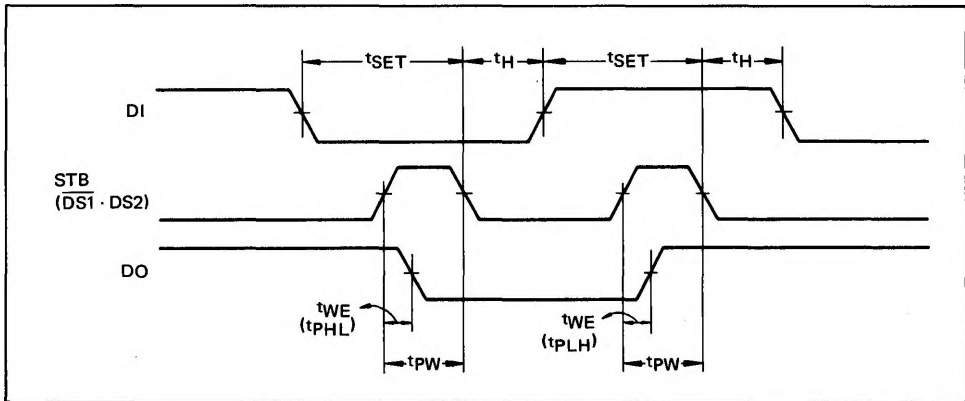 tSET tH tSET tH
DI
STB
(DS1 · DS2)
DO
tWE
(tPHL)
tWE
(tPLH)
tPW
tPW